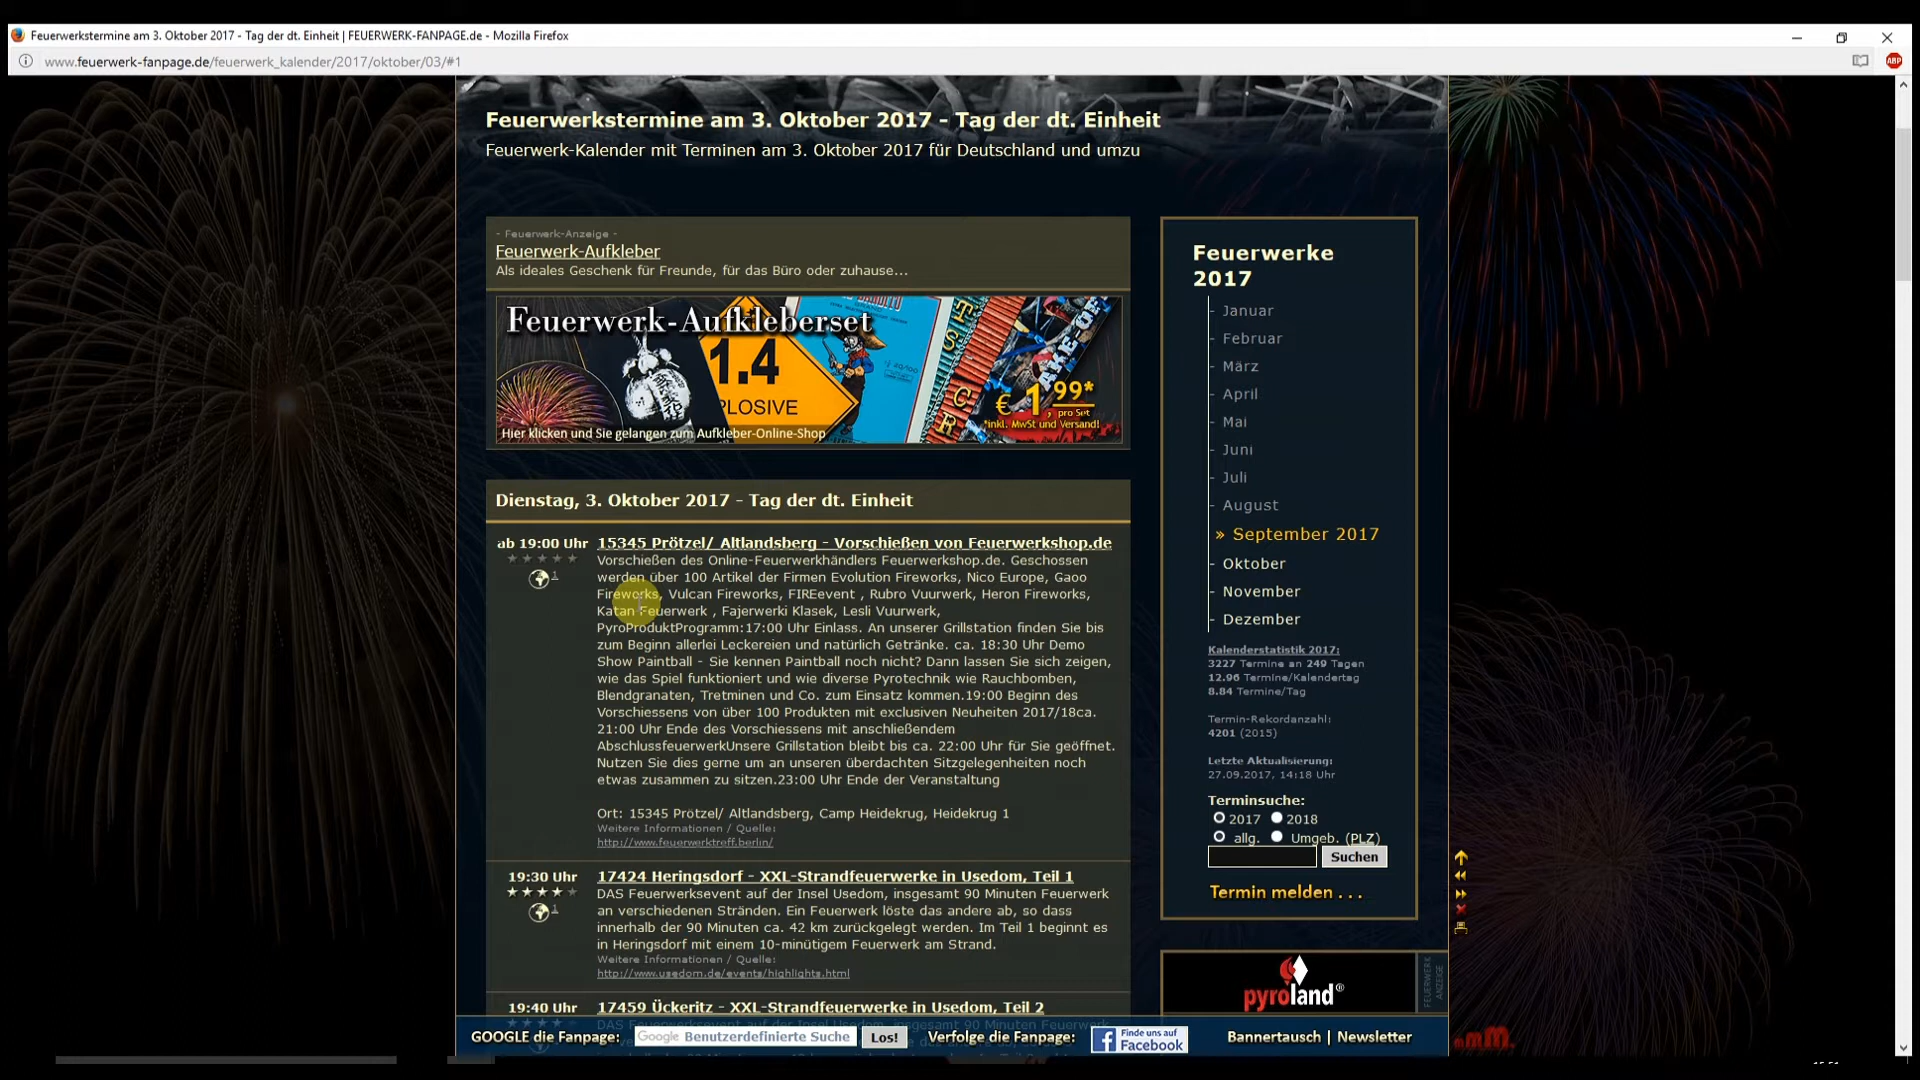 Feuerwerkstermine am 3. Oktober 2017 - Tag der dt. Einheit | FEUERWERK-FANPAGE.de - Mozilla Firefox
www.feuerwerk-fanpage.de/feuerwerk_kalender/2017/oktober/03/#1
ABP
Feuerwerkstermine am 3. Oktober 2017 - Tag der dt. Einheit
Feuerwerk-Kalender mit Terminen am 3. Oktober 2017 für Deutschland und umzu
- Feuerwerk-Anzeige -
Feuerwerk-Aufkleber
Als ideales Geschenk für Freunde, für das Büro oder zuhause...
Feuerwerk-Aufkleberset
1.4
PLOSIVE
€ 1,99*
pro Set
*inkl. MwSt und Versand!
Hier klicken und Sie gelangen zum Aufkleber-Online-Shop
Dienstag, 3. Oktober 2017 - Tag der dt. Einheit
ab 19:00 Uhr
1
15345 Prötzel/ Altlandsberg - Vorschießen von Feuerwerkshop.de
Vorschießen des Online-Feuerwerkhändlers Feuerwerkshop.de. Geschossen
werden über 100 Artikel der Firmen Evolution Fireworks, Nico Europe, Gaoo
Fireworks, Vulcan Fireworks, FIREevent , Rubro Vuurwerk, Heron Fireworks,
Katan Feuerwerk , Fajerwerki Klasek, Lesli Vuurwerk,
PyroProduktProgramm:17:00 Uhr Einlass. An unserer Grillstation finden Sie bis
zum Beginn allerlei Leckereien und natürlich Getränke. ca. 18:30 Uhr Demo
Show Paintball - Sie kennen Paintball noch nicht? Dann lassen Sie sich zeigen,
wie das Spiel funktioniert und wie diverse Pyrotechnik wie Rauchbomben,
Blendgranaten, Tretminen und Co. zum Einsatz kommen.19:00 Beginn des
Vorschiessens von über 100 Produkten mit exclusiven Neuheiten 2017/18ca.
21:00 Uhr Ende des Vorschiessens mit anschließendem
AbschlussfeuerwerkUnsere Grillstation bleibt bis ca. 22:00 Uhr für Sie geöffnet.
Nutzen Sie dies gerne um an unseren überdachten Sitzgelegenheiten noch
etwas zusammen zu sitzen.23:00 Uhr Ende der Veranstaltung
Ort: 15345 Prötzel/ Altlandsberg, Camp Heidekrug, Heidekrug 1
Weitere Informationen / Quelle:
http://www.feuerwerktreff.berlin/
19:30 Uhr
1
17424 Heringsdorf - XXL-Strandfeuerwerke in Usedom, Teil 1
DAS Feuerwerksevent auf der Insel Usedom, insgesamt 90 Minuten Feuerwerk
an verschiedenen Stränden. Ein Feuerwerk löste das andere ab, so dass
innerhalb der 90 Minuten ca. 42 km zurückgelegt werden. Im Teil 1 beginnt es
in Heringsdorf mit einem 10-minütigem Feuerwerk am Strand.
Weitere Informationen / Quelle:
http://www.usedom.de/events/highlights.html
19:40 Uhr
17459 Ückeritz - XXL-Strandfeuerwerke in Usedom, Teil 2
Feuerwerke
2017
- Januar
- Februar
- März
- April
- Mai
- Juni
- Juli
- August
» September 2017
- Oktober
- November
- Dezember
Kalenderstatistik 2017:
3227 Termine an 249 Tagen
12.96 Termine/Kalendertag
8.84 Termine/Tag
Termin-Rekordanzahl:
4201 (2015)
Letzte Aktualisierung:
27.09.2017, 14:18 Uhr
Terminsuche:
2017 2018
allg. Umgeb. (PLZ)
Suchen
Termin melden . . .
pyroland®
FEUERWERK
ANZEIGE
GOOGLE die Fanpage:
Google Benutzerdefinierte Suche
Los!
Verfolge die Fanpage:
Finde uns auf
Facebook
Bannertausch | Newsletter